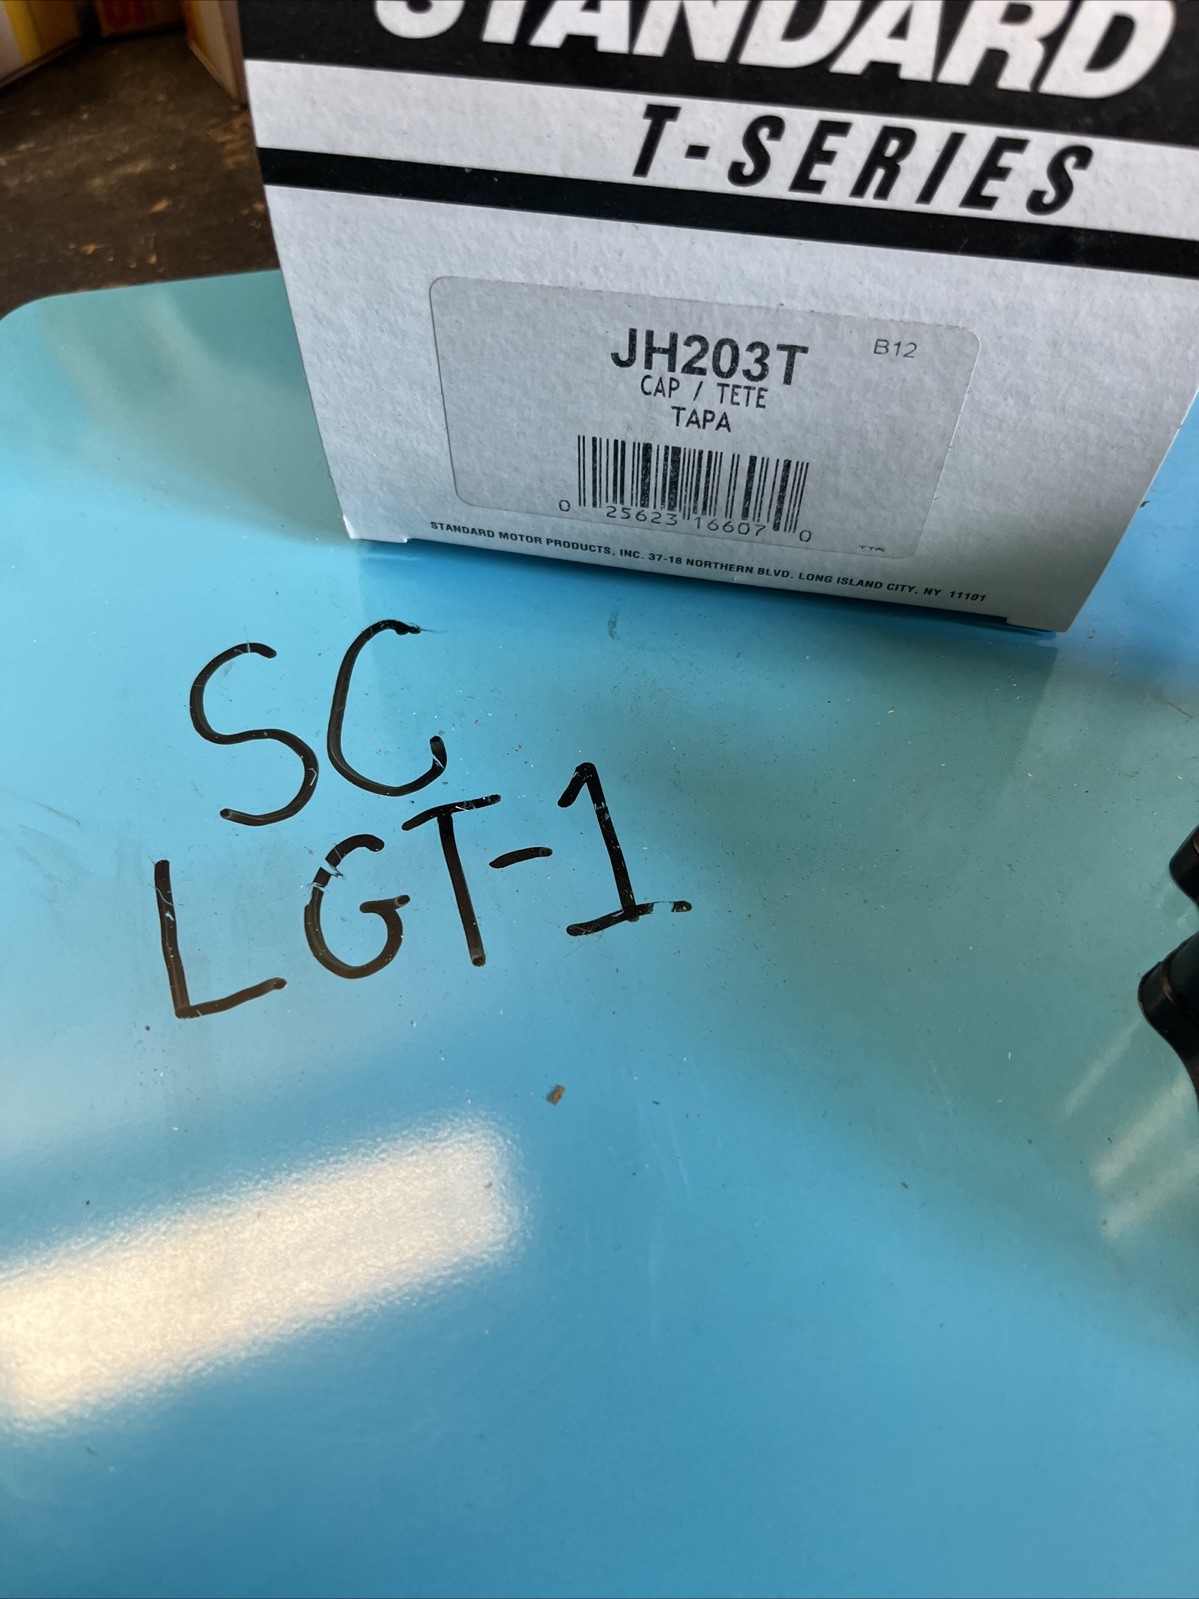 STANDARD
T-SERIES
JH203T B12
CAP / TETE
TAPA
0 25623 16607 0
STANDARD MOTOR PRODUCTS, INC. 37-18 NORTHERN BLVD. LONG ISLAND CITY, NY 11101
SC
LGT-1